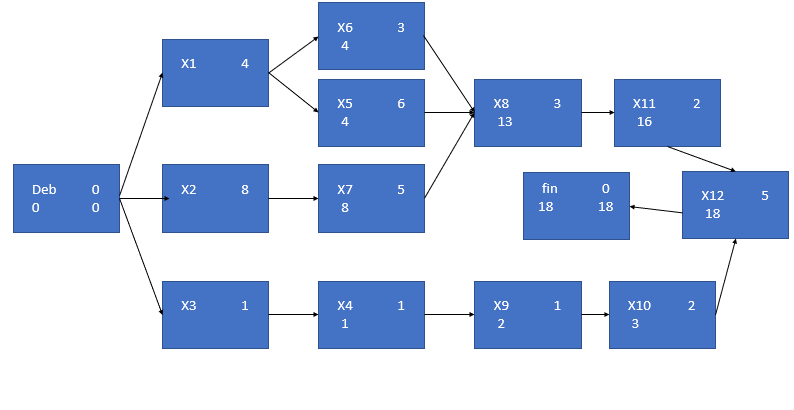 X6 3
4
X1 4
X5 6
4
X8 3
13
X11 2
16
Deb 0
0 0
X2 8
X7 5
8
fin 0
18 18
X12 5
18
X3 1
X4 1
1
X9 1
2
X10 2
3